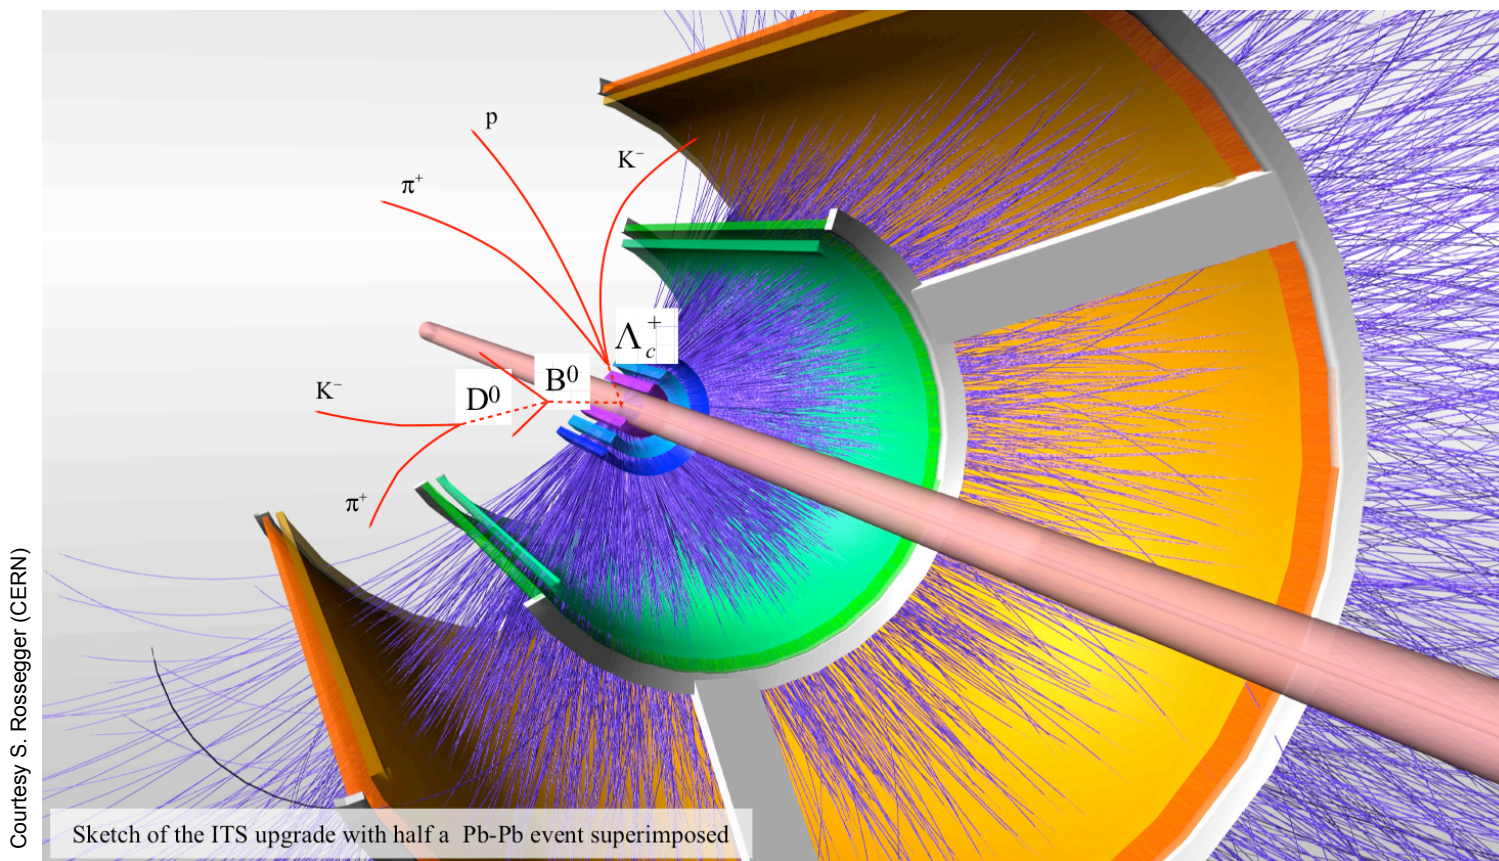 p
K⁻
π⁺
Λc⁺
B⁰
D⁰
K⁻
π⁺
Courtesy S. Rossegger (CERN)
Sketch of the ITS upgrade with half a Pb-Pb event superimposed